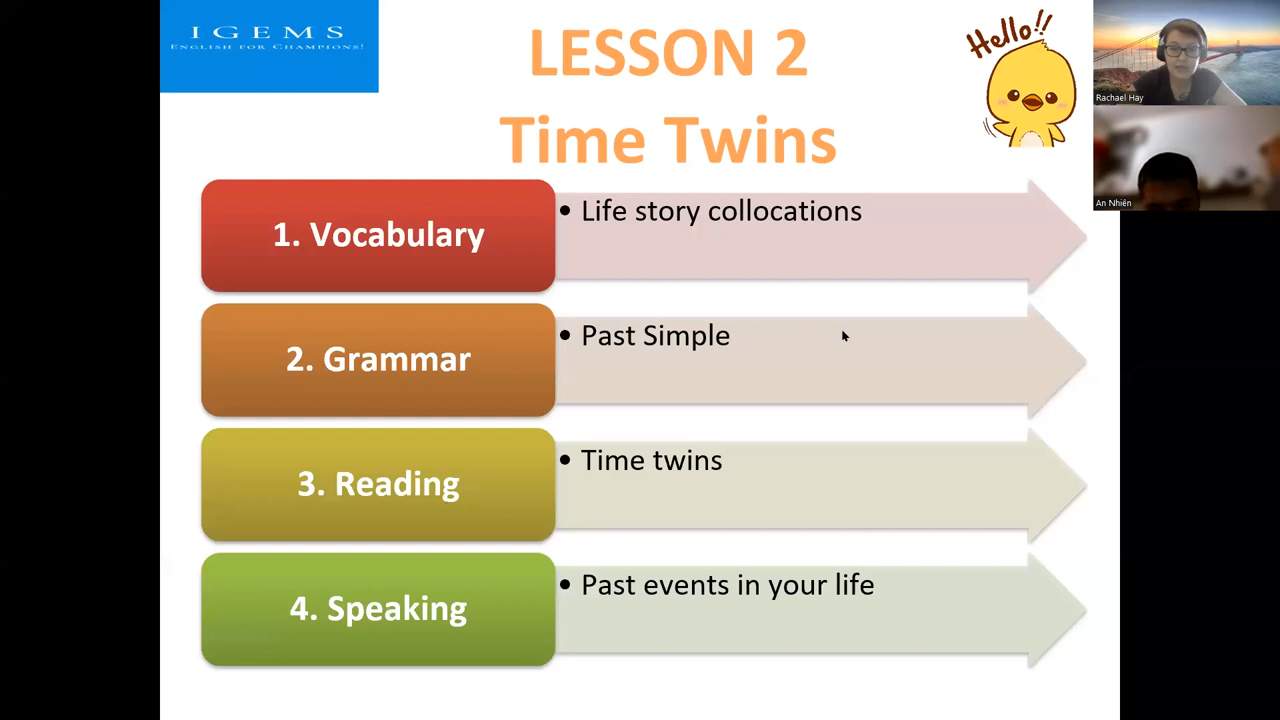 I G E M S
ENGLISH FOR CHAMPIONS!
LESSON 2
Time Twins
Hello!!
Rachael Hay
An Nhiên
1. Vocabulary
• Life story collocations
2. Grammar
• Past Simple
3. Reading
• Time twins
4. Speaking
• Past events in your life